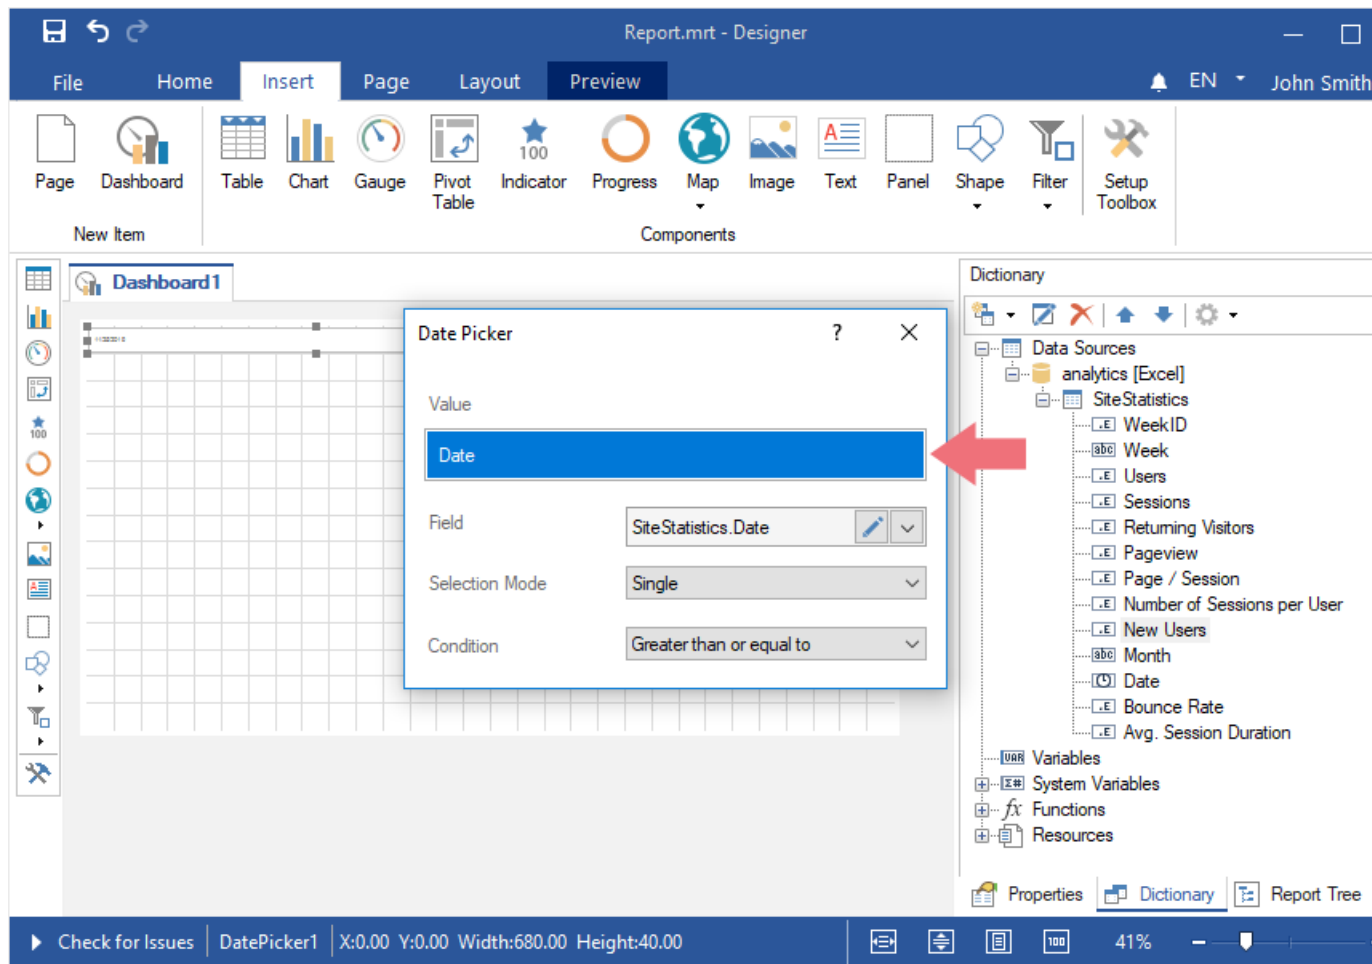 Report.mrt - Designer
File Home Insert Page Layout Preview EN John Smith
Page Dashboard Table Chart Gauge Pivot Table Indicator Progress Map Image Text Panel Shape Filter Setup Toolbox
New Item Components
Dashboard1
Dictionary
Date Picker ?
Value
Date
Field SiteStatistics.Date
Selection Mode Single
Condition Greater than or equal to
Data Sources
analytics [Excel]
SiteStatistics
WeekID
Week
Users
Sessions
Returning Visitors
Pageview
Page / Session
Number of Sessions per User
New Users
Month
Date
Bounce Rate
Avg. Session Duration
Variables
System Variables
Functions
Resources
Properties Dictionary Report Tree
Check for Issues DatePicker1 X:0.00 Y:0.00 Width:680.00 Height:40.00 41%